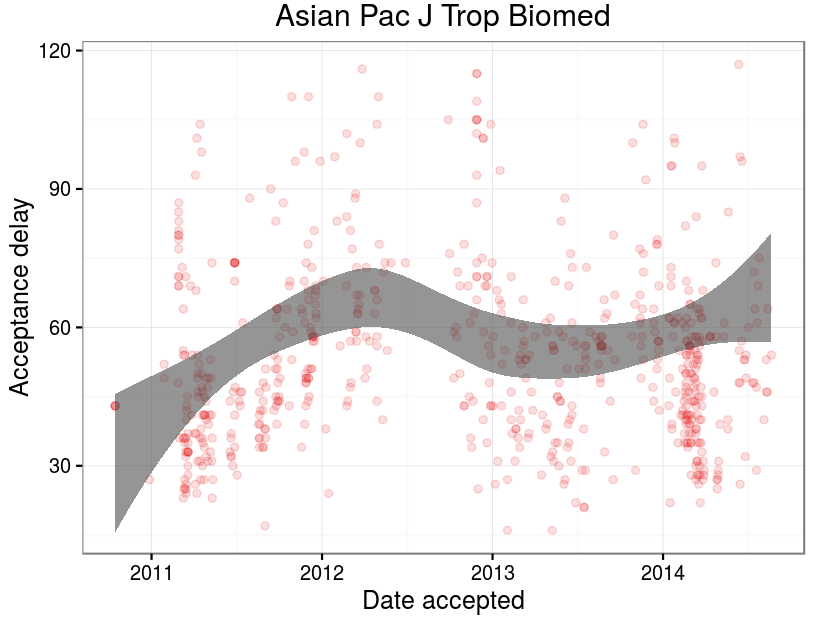 Asian Pac J Trop Biomed
120
90
60
30
Acceptance delay
2011 2012 2013 2014
Date accepted